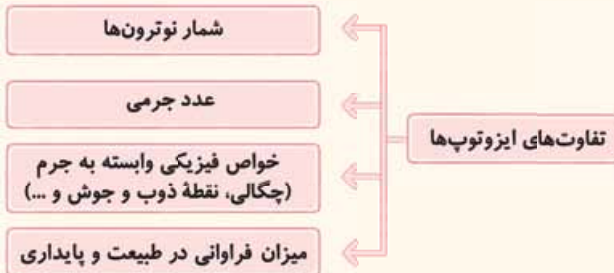 تفاوت‌های ایزوتوپ‌ها
شمار نوترون‌ها
عدد جرمی
خواص فیزیکی وابسته به جرم
(چگالی، نقطهٔ ذوب و جوش و ...)
میزان فراوانی در طبیعت و پایداری